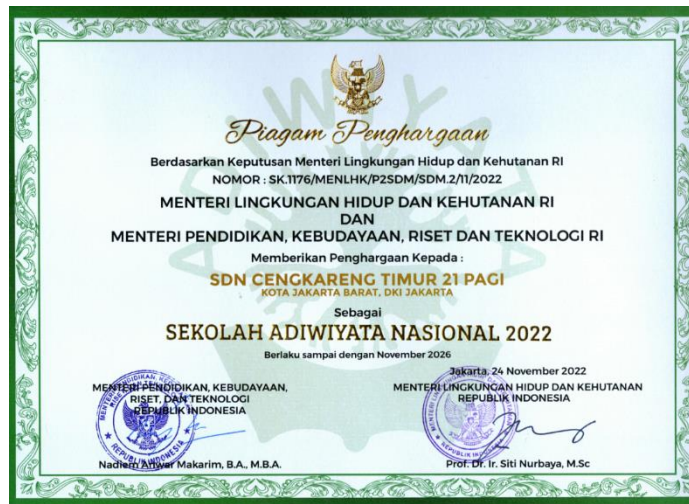 Piagam Penghargaan
Berdasarkan Keputusan Menteri Lingkungan Hidup dan Kehutanan RI
NOMOR : SK.1176/MENLHK/P2SDM/SDM.2/11/2022
MENTERI LINGKUNGAN HIDUP DAN KEHUTANAN RI
DAN
MENTERI PENDIDIKAN, KEBUDAYAAN, RISET DAN TEKNOLOGI RI
Memberikan Penghargaan Kepada :
SDN CENGKARENG TIMUR 21 PAGI
KOTA JAKARTA BARAT, DKI JAKARTA
Sebagai
SEKOLAH ADIWIYATA NASIONAL 2022
Berlaku sampai dengan November 2026
Jakarta, 24 November 2022
MENTERI PENDIDIKAN, KEBUDAYAAN,
RISET, DAN TEKNOLOGI
REPUBLIK INDONESIA
Nadiem Anwar Makarim, B.A., M.B.A.
MENTERI LINGKUNGAN HIDUP DAN KEHUTANAN
REPUBLIK INDONESIA
Prof. Dr. Ir. Siti Nurbaya, M.Sc